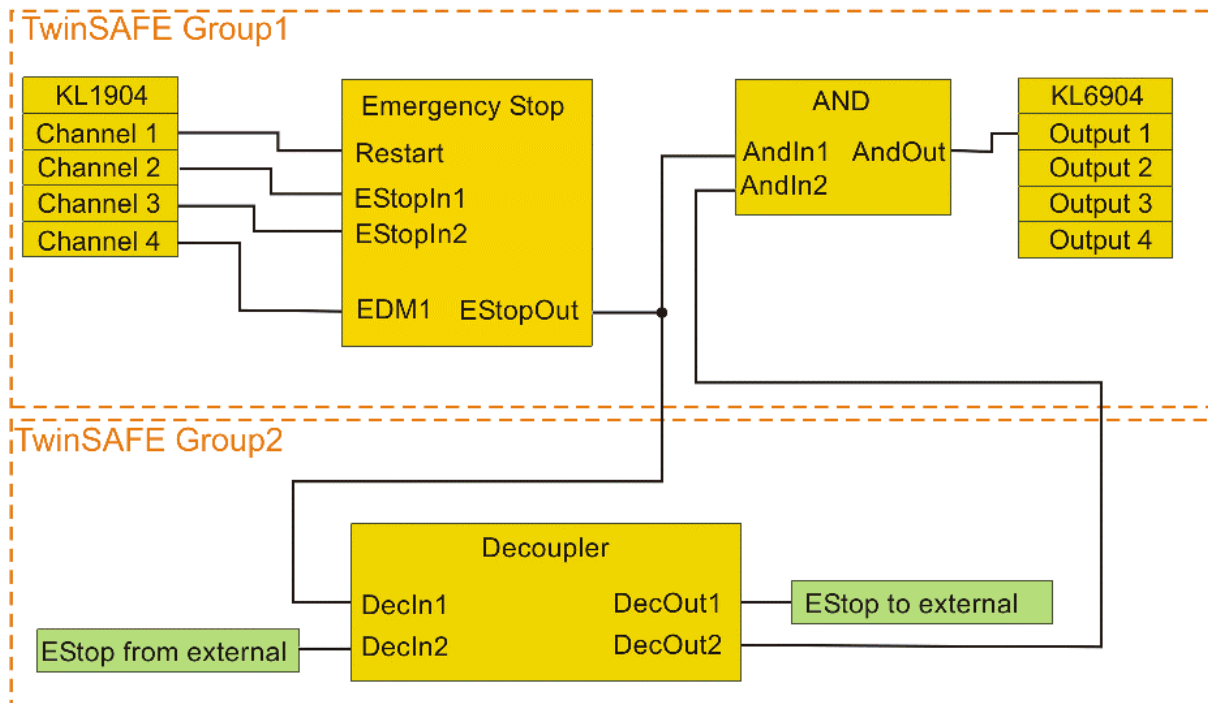 TwinSAFE Group1
KL1904
Channel 1
Channel 2
Channel 3
Channel 4
Emergency Stop
Restart
EStopIn1
EStopIn2
EDM1 EStopOut
AND
AndIn1 AndOut
AndIn2
KL6904
Output 1
Output 2
Output 3
Output 4
TwinSAFE Group2
Decoupler
DecIn1 DecOut1
DecIn2 DecOut2
EStop to external
EStop from external